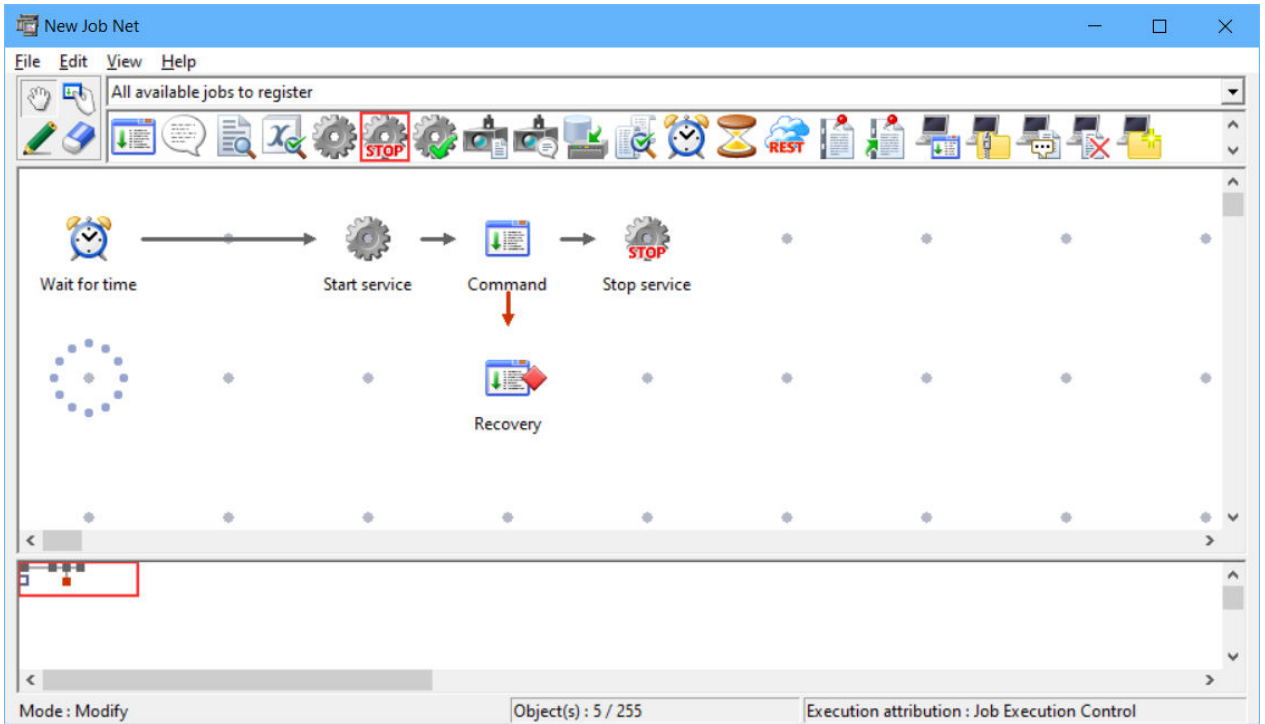 New Job Net
File Edit View Help
All available jobs to register
STOP
REST
STOP
Wait for time Start service Command Stop service
Recovery
Mode : Modify Object(s) : 5 / 255 Execution attribution : Job Execution Control